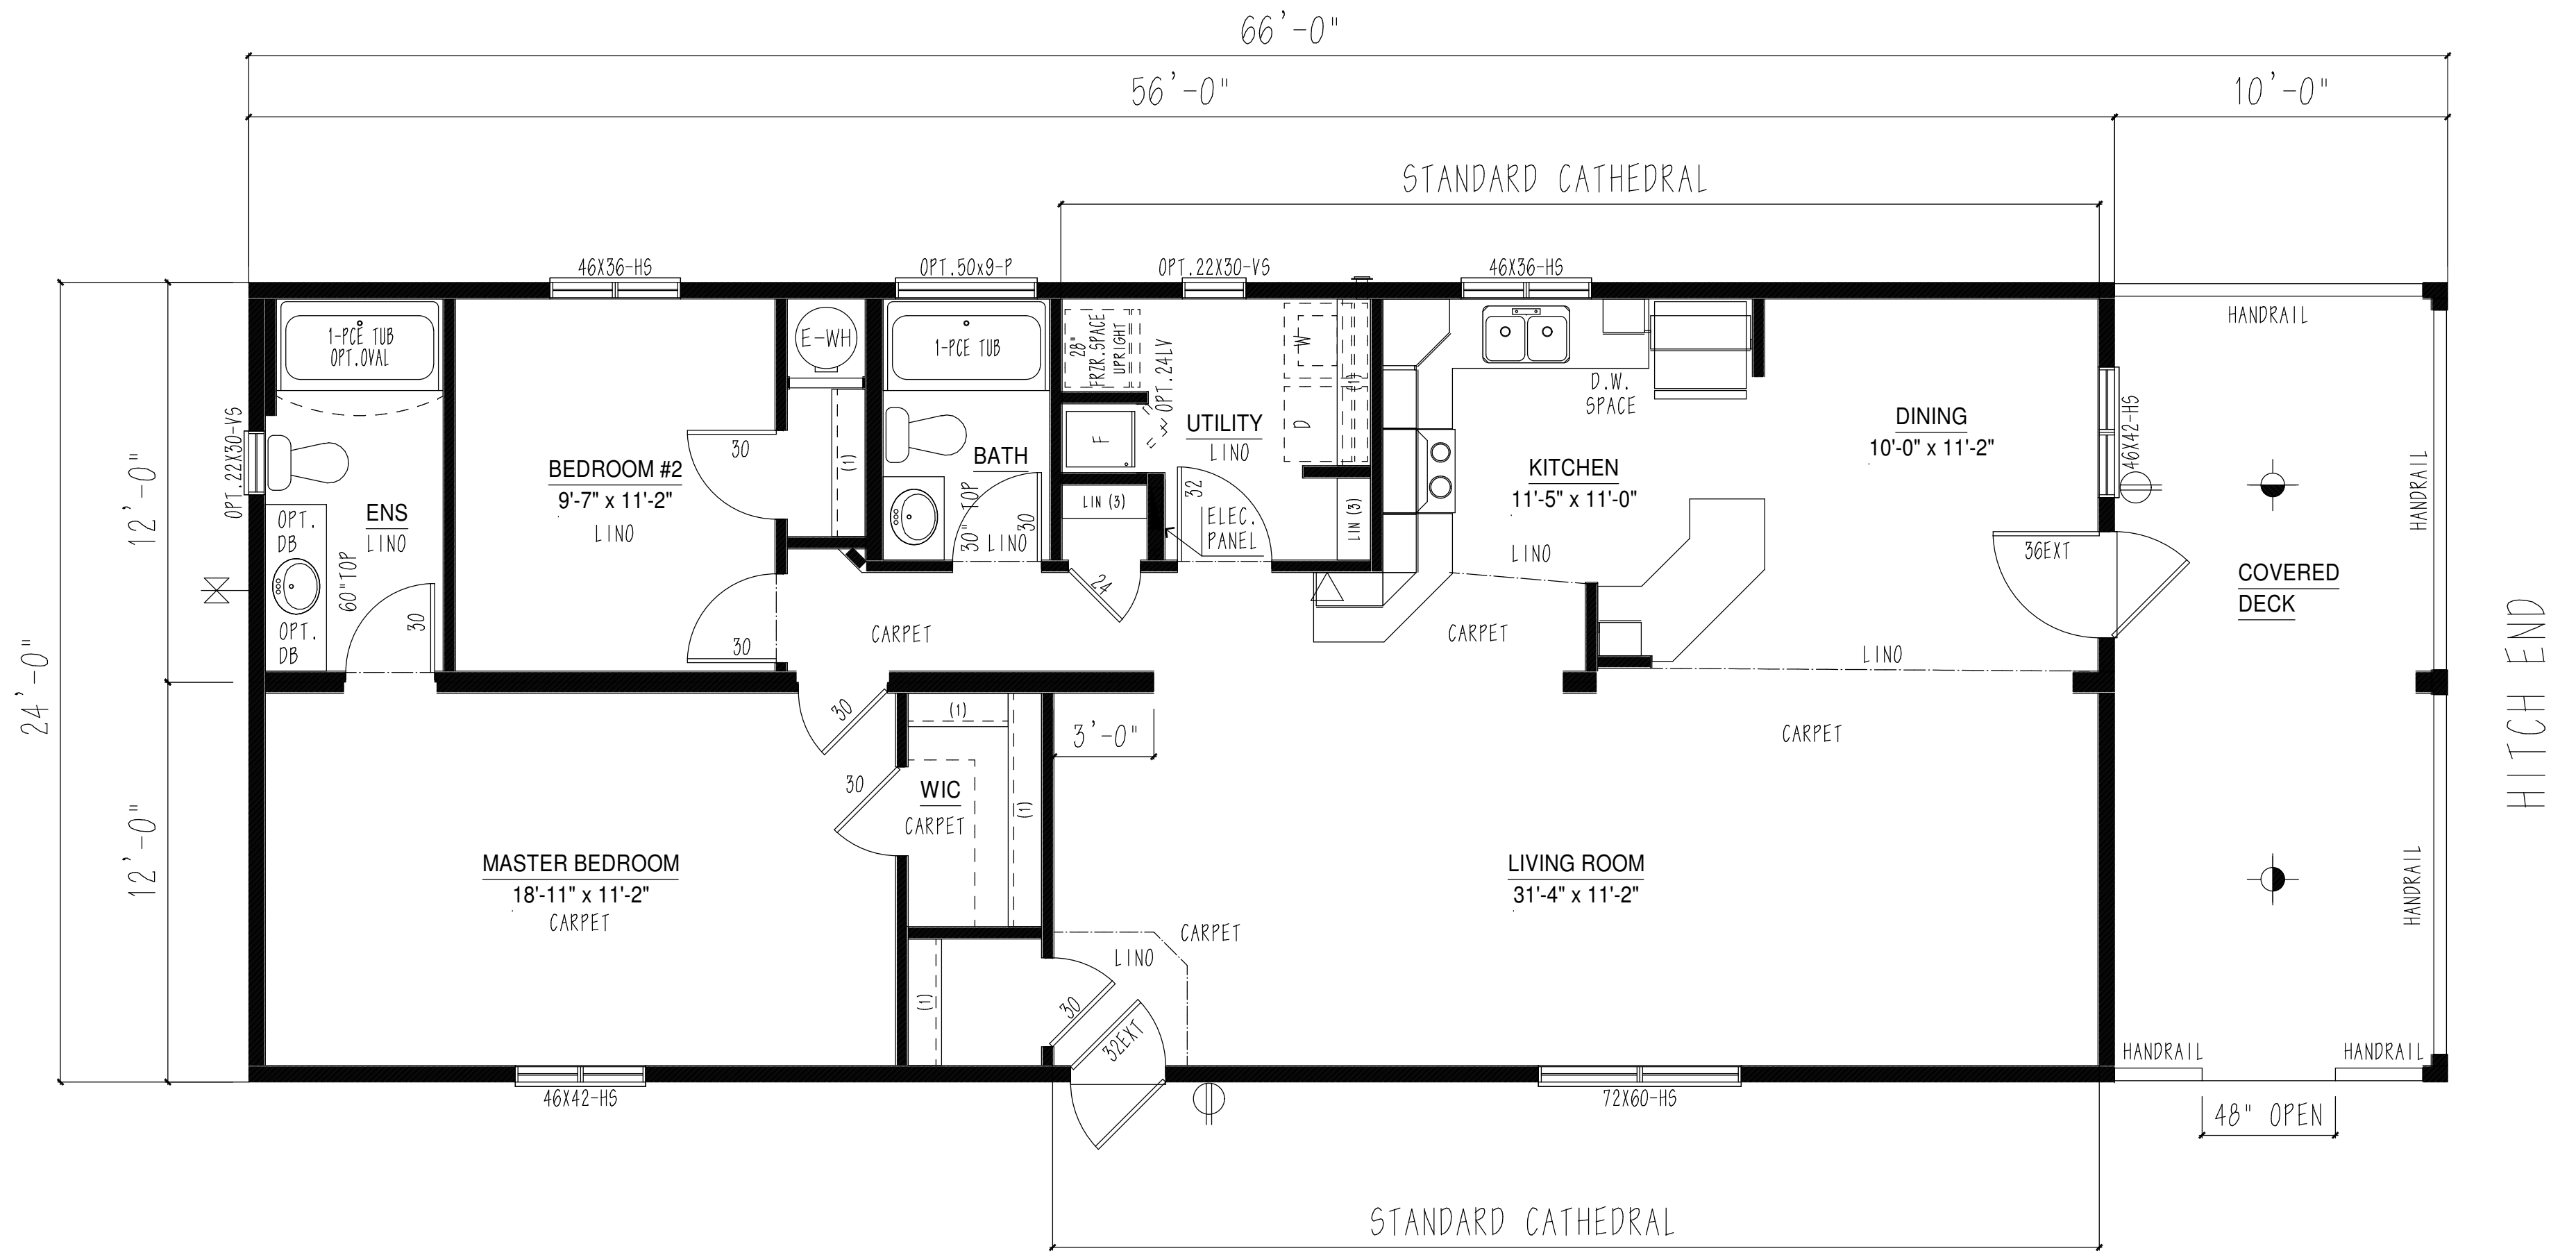 66'-0"
56'-0"
10'-0"
STANDARD CATHEDRAL
46X36-HS
OPT.50x9-P
OPT.22X30-VS
46X36-HS
HANDRAIL
1-PCE TUB
OPT.OVAL
E-WH
1-PCE TUB
28"
FRZR.SPACE
UPRIGHT
OPT.24LV
W
D
(1)
D.W.
SPACE
OPT.22X30-VS
46X42-HS
DINING
10'-0" x 11'-2"
UTILITY
LINO
F
BATH
30" TOP
LINO
30
30
(1)
BEDROOM #2
9'-7" x 11'-2"
LINO
KITCHEN
11'-5" x 11'-0"
LINO
HANDRAIL
12'-0"
ENS
LINO
OPT.
DB
60"TOP
OPT.
DB
30
LIN (3)
32
ELEC.
PANEL
LIN (3)
36EXT
COVERED
DECK
24
30
CARPET
CARPET
LINO
24'-0"
HITCH END
30
(1)
3'-0"
CARPET
30
WIC
CARPET
(1)
12'-0"
MASTER BEDROOM
18'-11" x 11'-2"
CARPET
LIVING ROOM
31'-4" x 11'-2"
HANDRAIL
CARPET
LINO
(1)
30
32EXT
HANDRAIL
HANDRAIL
46X42-HS
72X60-HS
48" OPEN
STANDARD CATHEDRAL